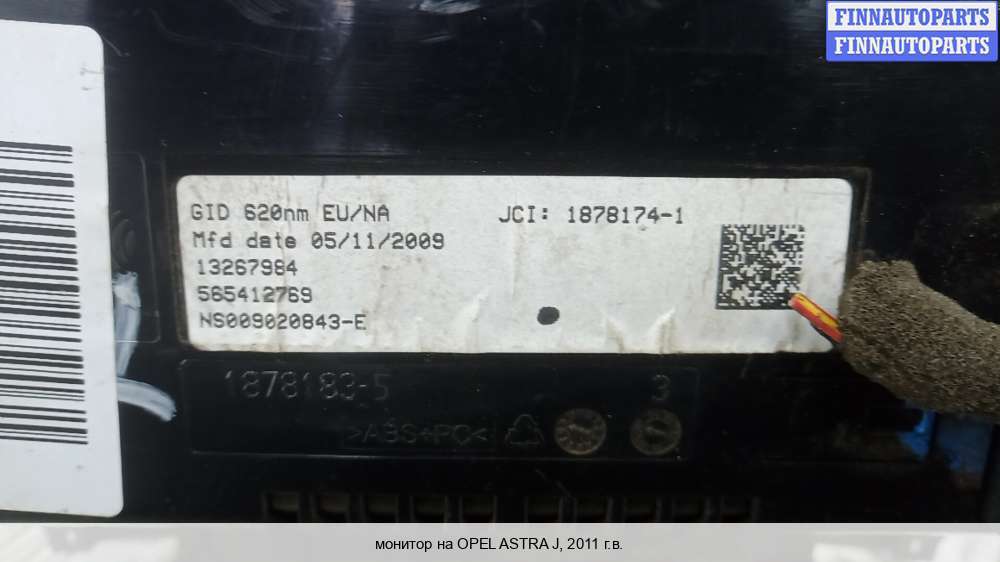 FINNAUTOPARTS
FINNAUTOPARTS
GID 620nm EU/NA
JCI: 1878174-1
Mfd date 05/11/2009
13267984
565412769
NS009020843-E
1878183-5
3
>ABS+PC<
монитор на OPEL ASTRA J, 2011 г.в.